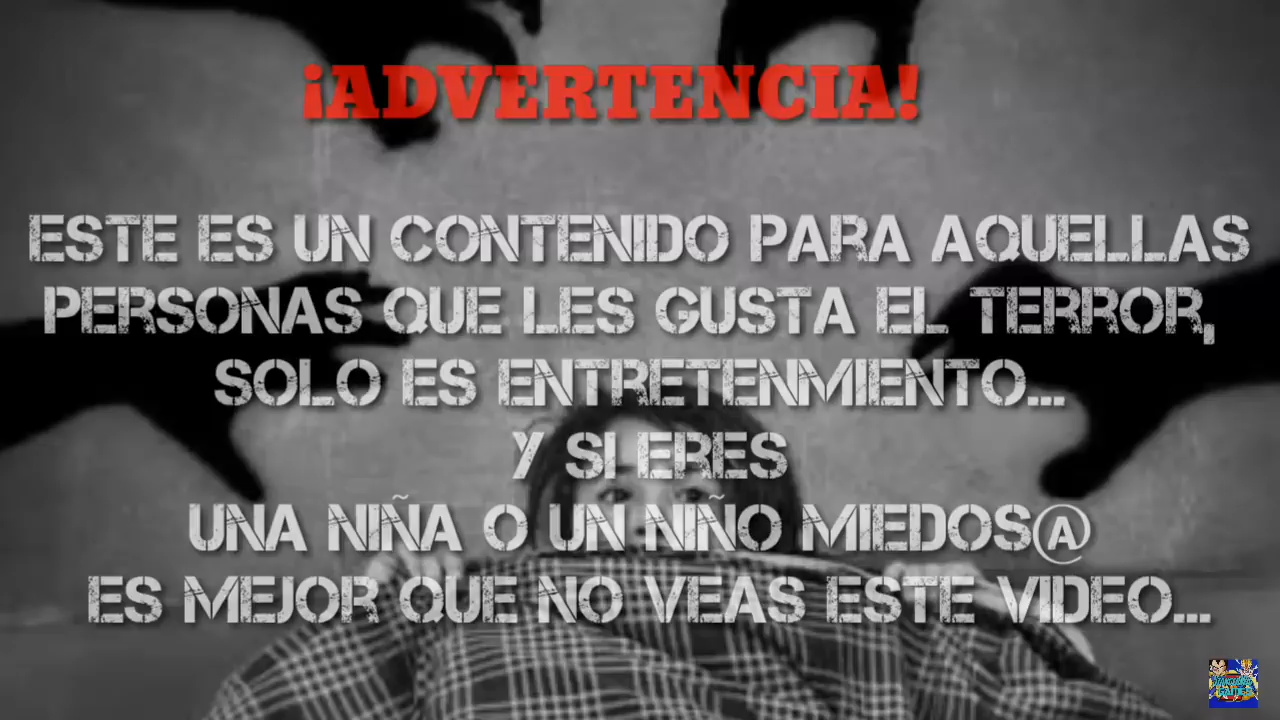 ¡ADVERTENCIA!
ESTE ES UN CONTENIDO PARA AQUELLAS
PERSONAS QUE LES GUSTA EL TERROR,
SOLO ES ENTRETENMIENTO...
Y SI ERES
UNA NIÑA O UN NIÑO MIEDOS@
ES MEJOR QUE NO VEAS ESTE VIDEO...